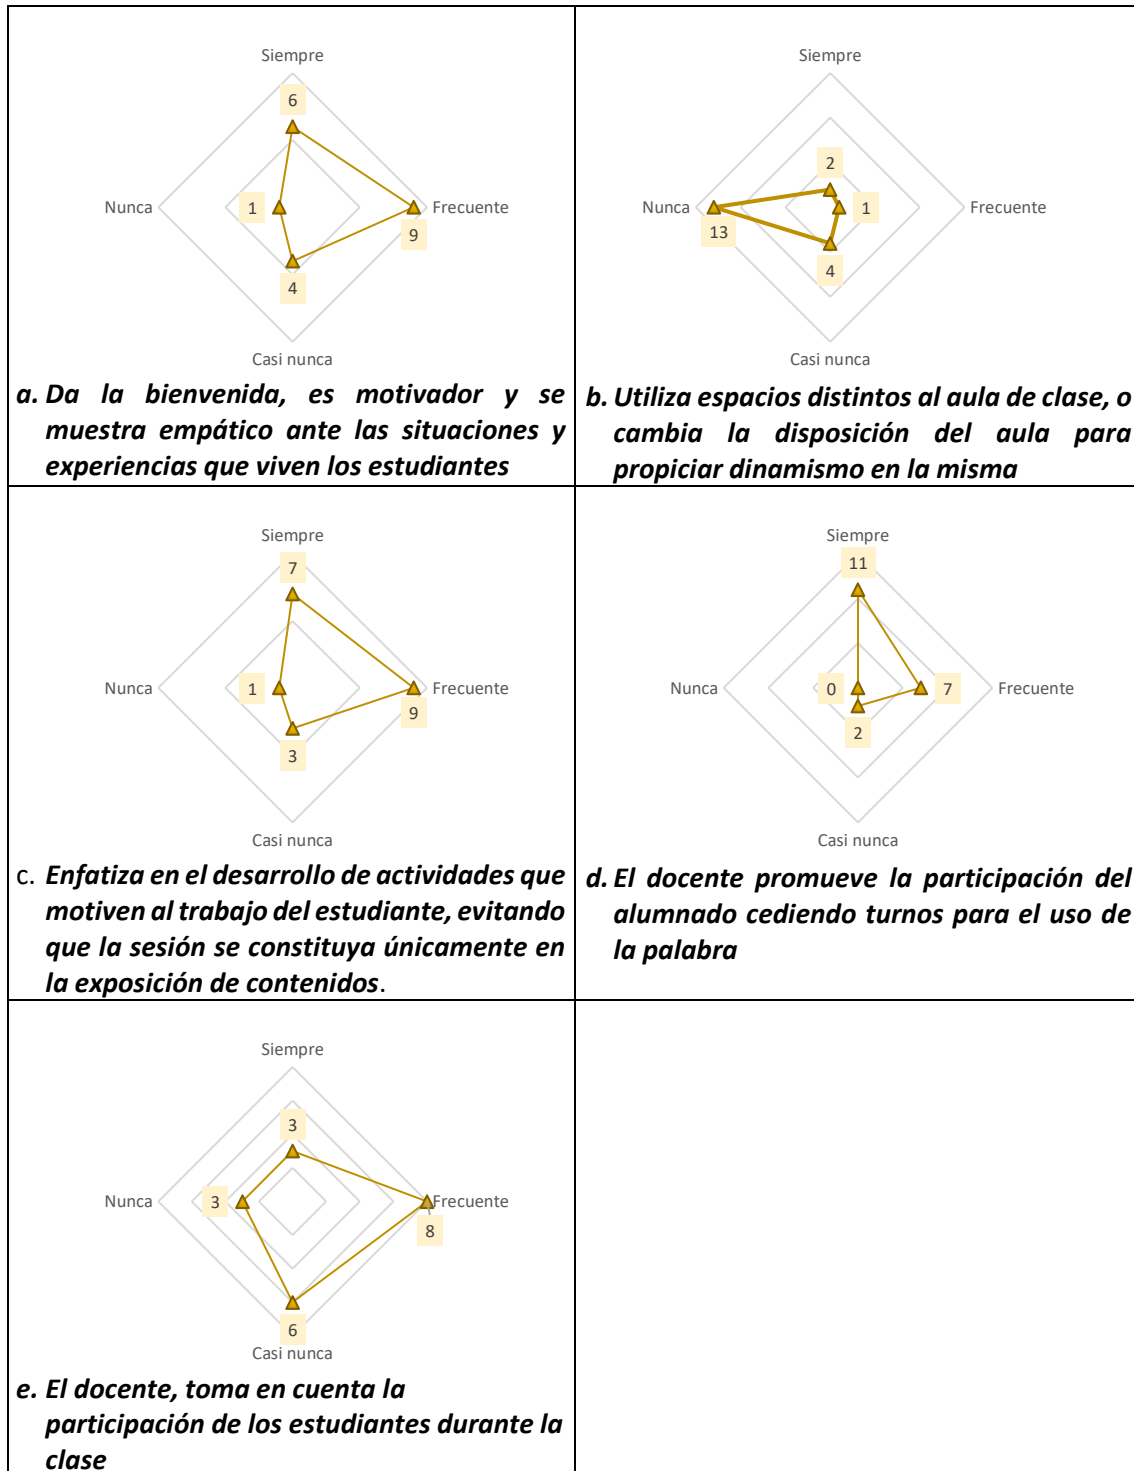 Siempre
6
Nunca
1
Frecuente
9
4
Casi nunca
a. Da la bienvenida, es motivador y se
muestra empático ante las situaciones y
experiencias que viven los estudiantes
Siempre
2
Nunca
1
Frecuente
13
4
Casi nunca
b. Utiliza espacios distintos al aula de clase, o
cambia la disposición del aula para
propiciar dinamismo en la misma
Siempre
7
Nunca
1
Frecuente
9
3
Casi nunca
c. Enfatiza en el desarrollo de actividades que
motiven al trabajo del estudiante, evitando
que la sesión se constituya únicamente en
la exposición de contenidos.
Siempre
11
Nunca
0
7
Frecuente
2
Casi nunca
d. El docente promueve la participación del
alumnado cediendo turnos para el uso de
la palabra
Siempre
3
Nunca
3
Frecuente
8
6
Casi nunca
e. El docente, toma en cuenta la
participación de los estudiantes durante la
clase